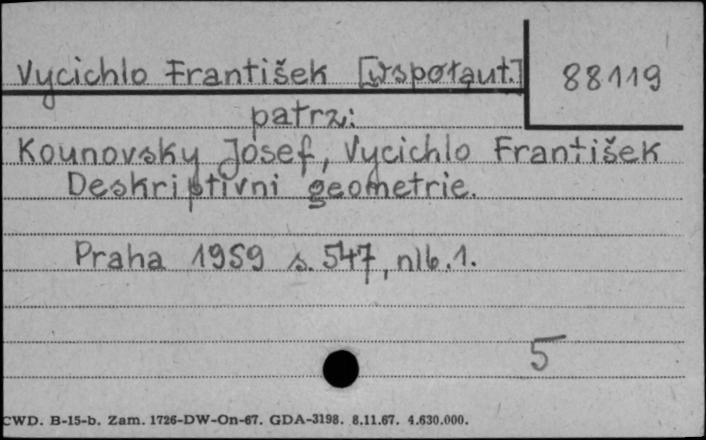 Vycichlo František [współaut.]
88119
patrz:
Kounovsky Josef, Vycichlo František
Deskriptivni geometrie.
Praha 1959 s. 547, nlb. 1.
5
CWD. B-15-b. Zam. 1726-DW-On-67. GDA-3198. 8.11.67. 4.630.000.